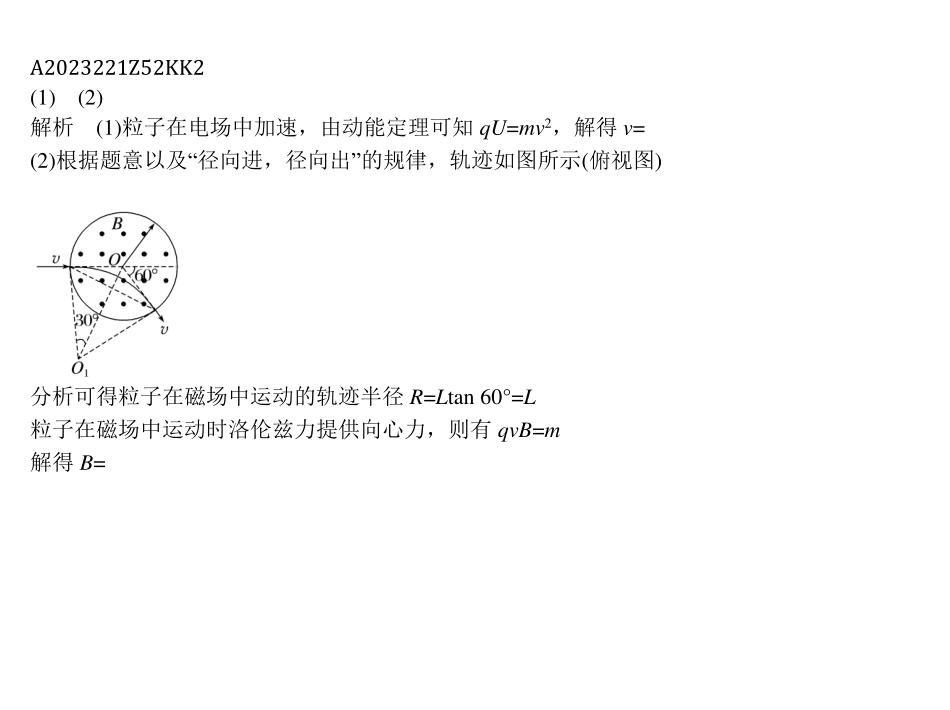 A2023221Z52KK2
(1) (2)
解析 (1)粒子在电场中加速，由动能定理可知 qU=mv²，解得 v=
(2)根据题意以及“径向进，径向出”的规律，轨迹如图所示(俯视图)
B
v
O
60°
30°
v
O₁
分析可得粒子在磁场中运动的轨迹半径 R=Ltan 60°=L
粒子在磁场中运动时洛伦兹力提供向心力，则有 qvB=m
解得 B=